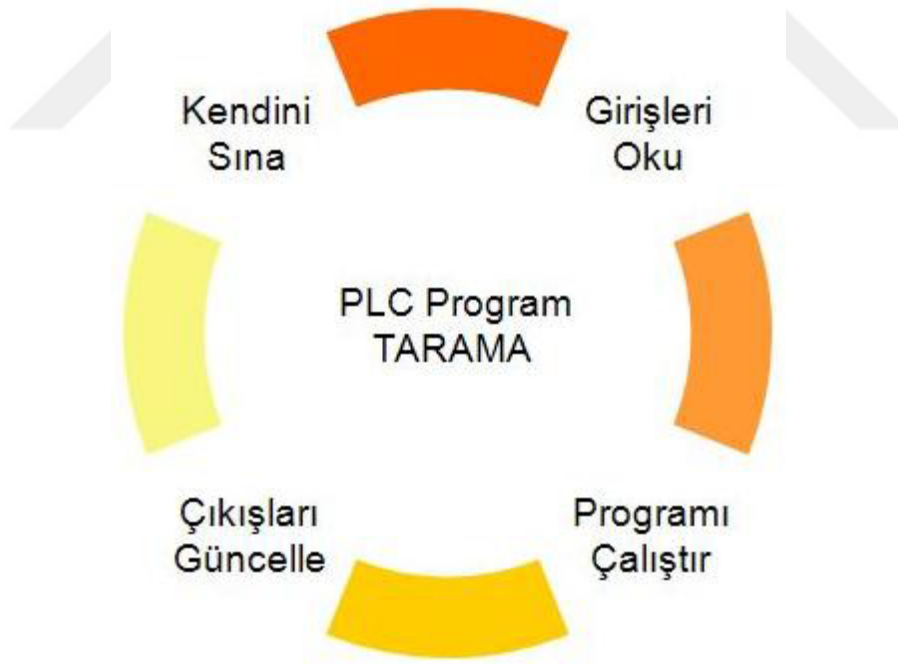 Kendini
Sına
Girişleri
Oku
PLC Program
TARAMA
Çıkışları
Güncelle
Programı
Çalıştır